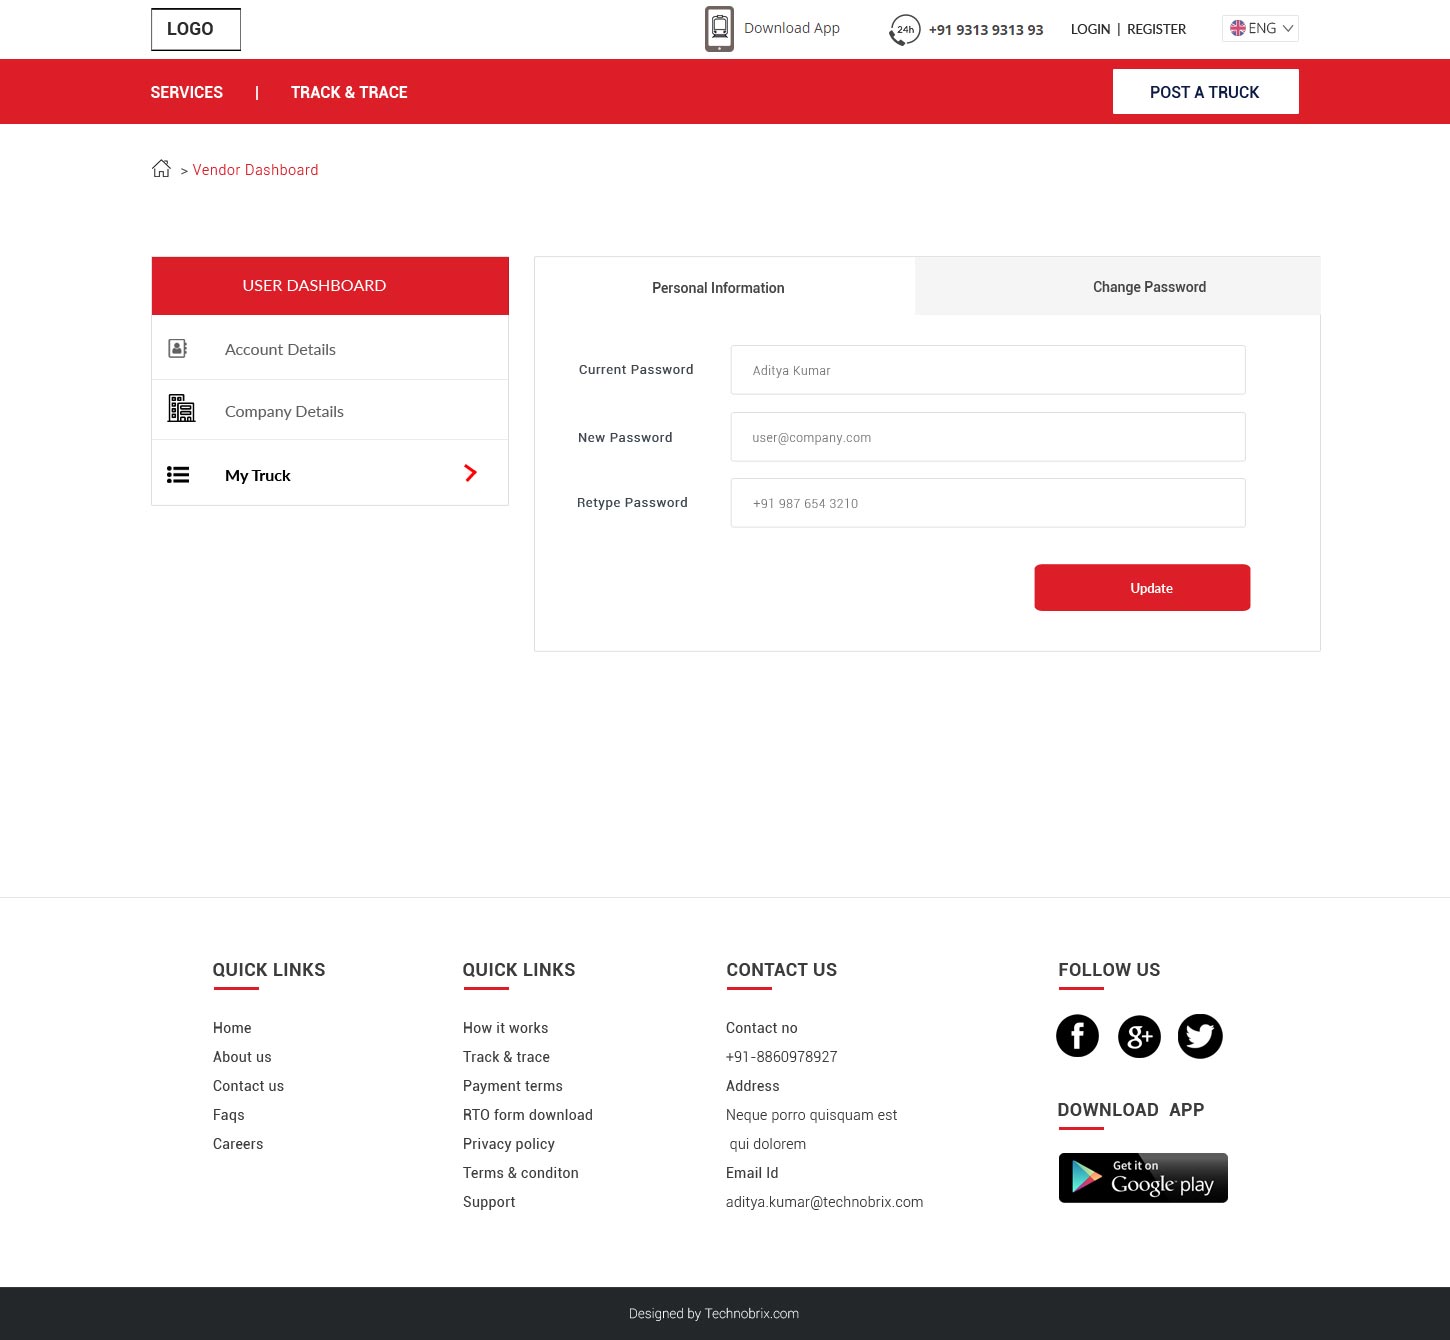 LOGO
Download App
24h
+91 9313 9313 93
LOGIN | REGISTER
ENG
SERVICES | TRACK & TRACE
POST A TRUCK
> Vendor Dashboard
USER DASHBOARD
Account Details
Company Details
My Truck
Personal Information
Change Password
Current Password
Aditya Kumar
New Password
user@company.com
Retype Password
+91 987 654 3210
Update
QUICK LINKS
Home
About us
Contact us
Faqs
Careers
QUICK LINKS
How it works
Track & trace
Payment terms
RTO form download
Privacy policy
Terms & conditon
Support
CONTACT US
Contact no
+91-8860978927
Address
Neque porro quisquam est
qui dolorem
Email Id
aditya.kumar@technobrix.com
FOLLOW US
f
g+
DOWNLOAD APP
Get it on
Google play
Designed by Technobrix.com